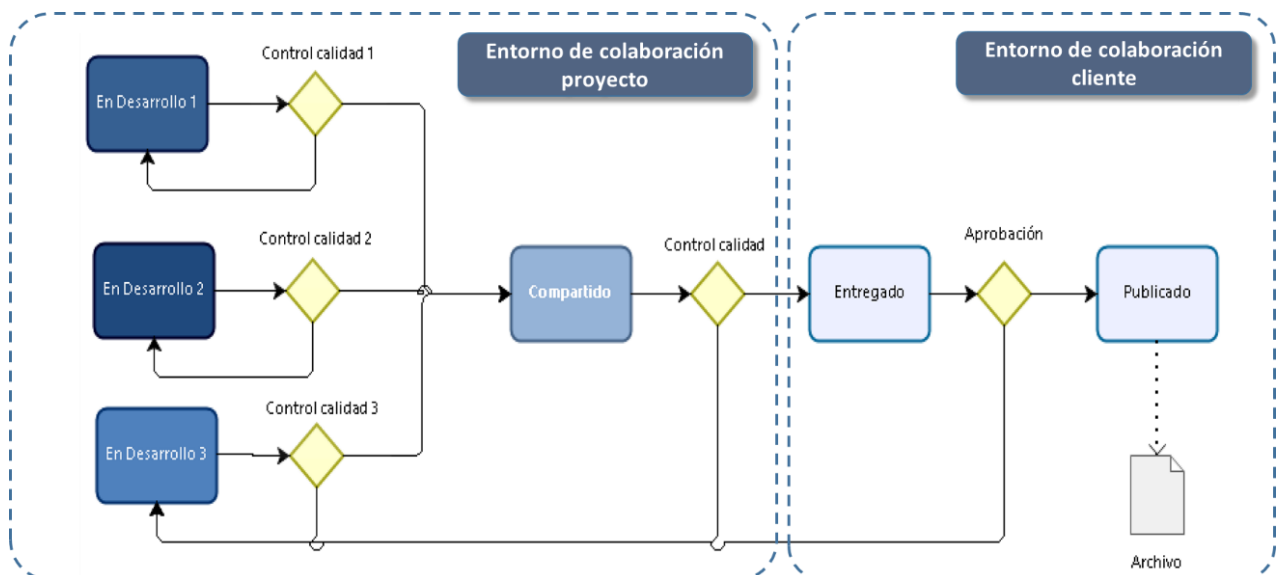 Control calidad 1
Entorno de colaboración
proyecto
Entorno de colaboración
cliente
En Desarrollo 1
Control calidad 2
Control calidad
Aprobación
En Desarrollo 2
Compartido
Entregado
Publicado
Control calidad 3
En Desarrollo 3
Archivo